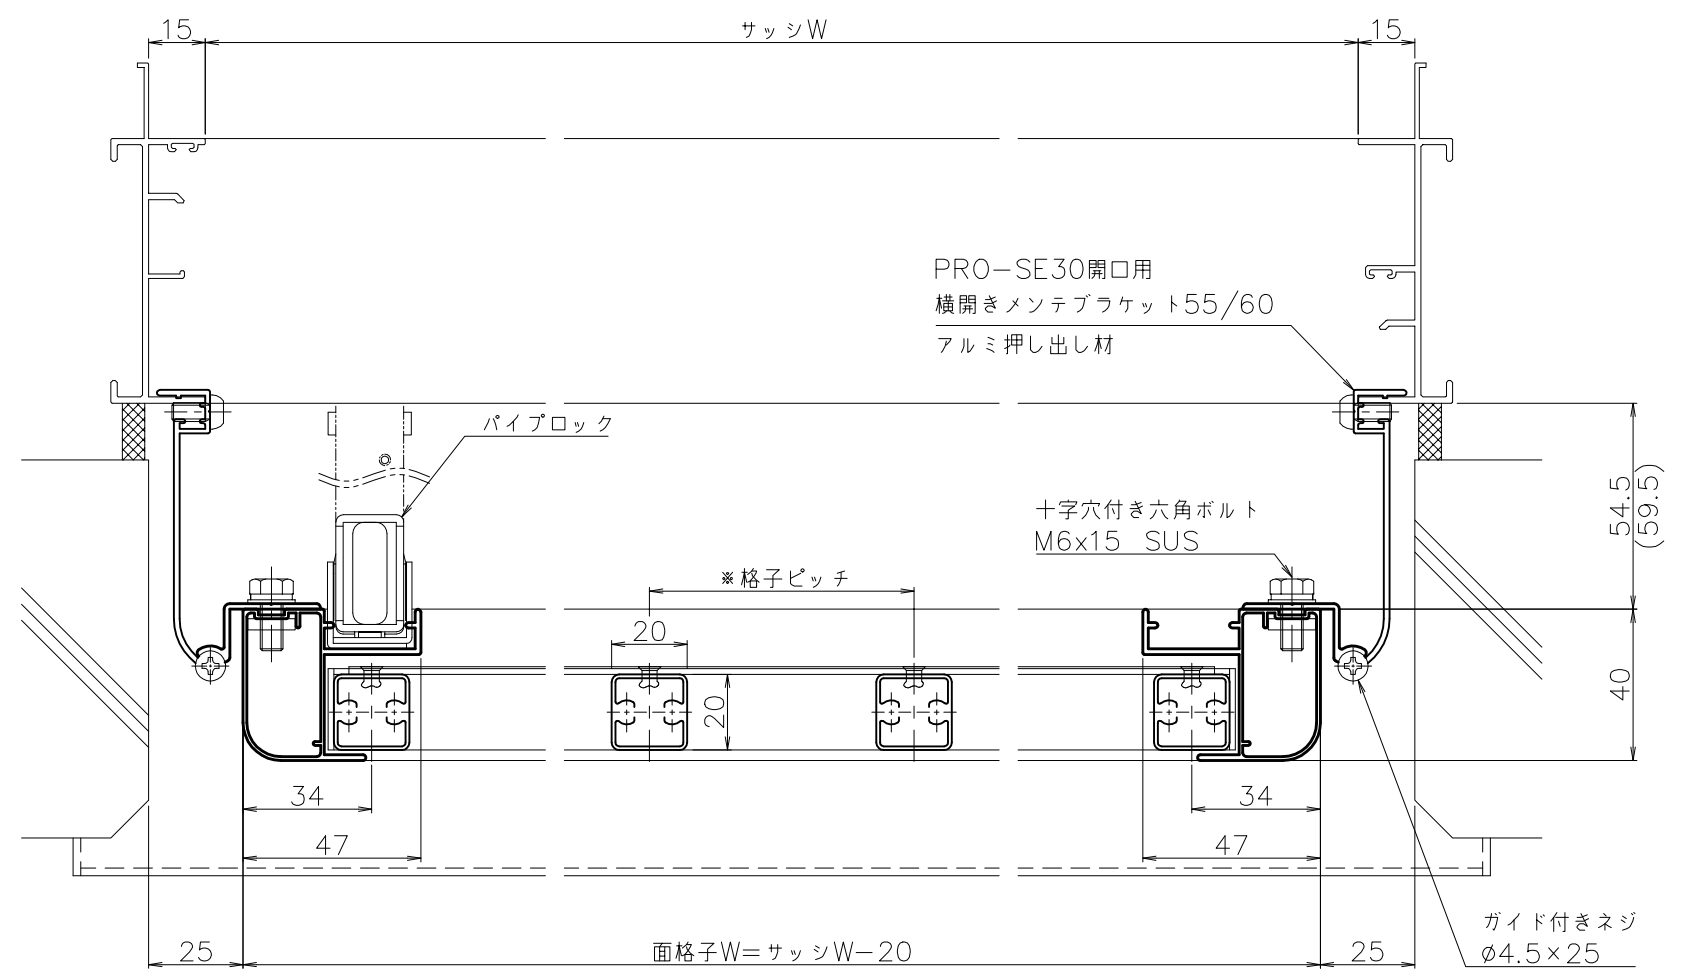 15
サッシW
15
PRO-SE30開口用
横開きメンテブラケット55/60
アルミ押し出し材
パイプロック
十字穴付き六角ボルト
M6x15 SUS
54.5
(59.5)
※格子ピッチ
20
20
40
34
34
47
47
ガイド付きネジ
ø4.5×25
25
面格子W=サッシW-20
25